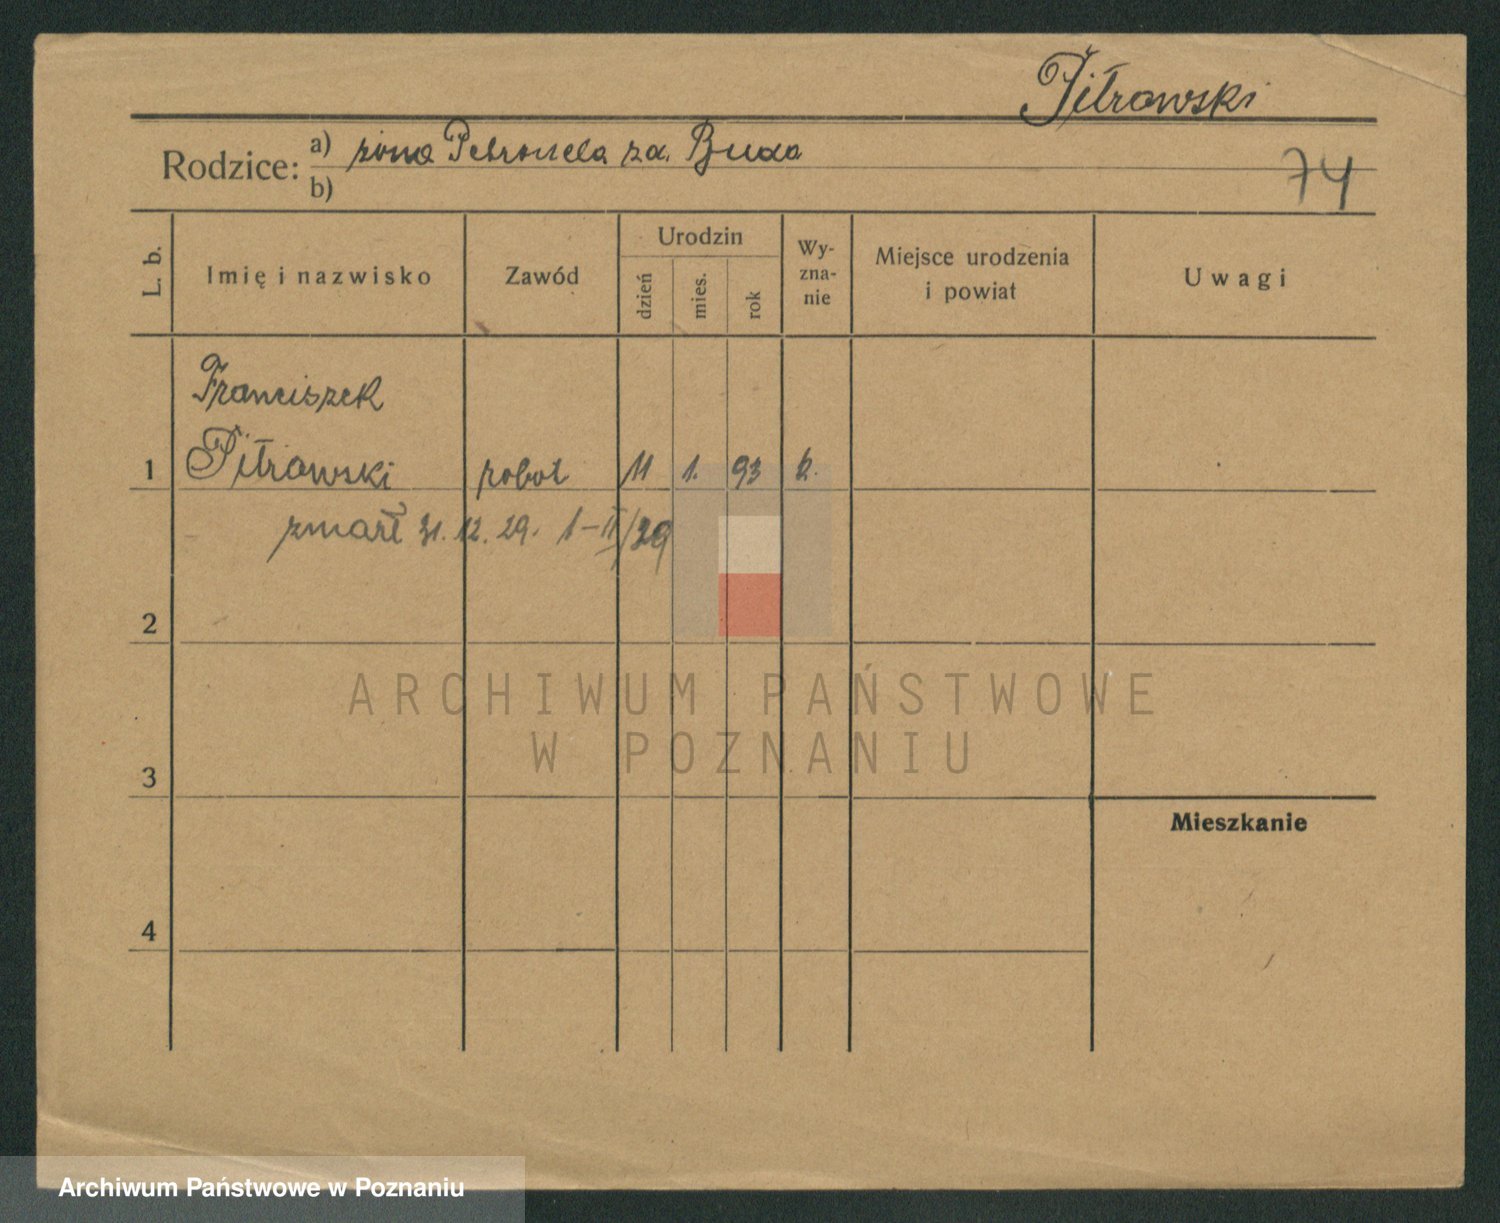 Pitrowski
Rodzice: a) żona Petronela za. Buda
b)
74
L. b. Imię i nazwisko Zawód Urodzin dzień mies. rok Wy-zna-nie Miejsce urodzenia i powiat Uwagi
Franciszek
1 Pitrowski robot 11 1. 93 k.
zmarł 31. 12. 29. 1-II/29
2
ARCHIWUM PAŃSTWOWE
W POZNANIU
3
Mieszkanie
4
Archiwum Państwowe w Poznaniu